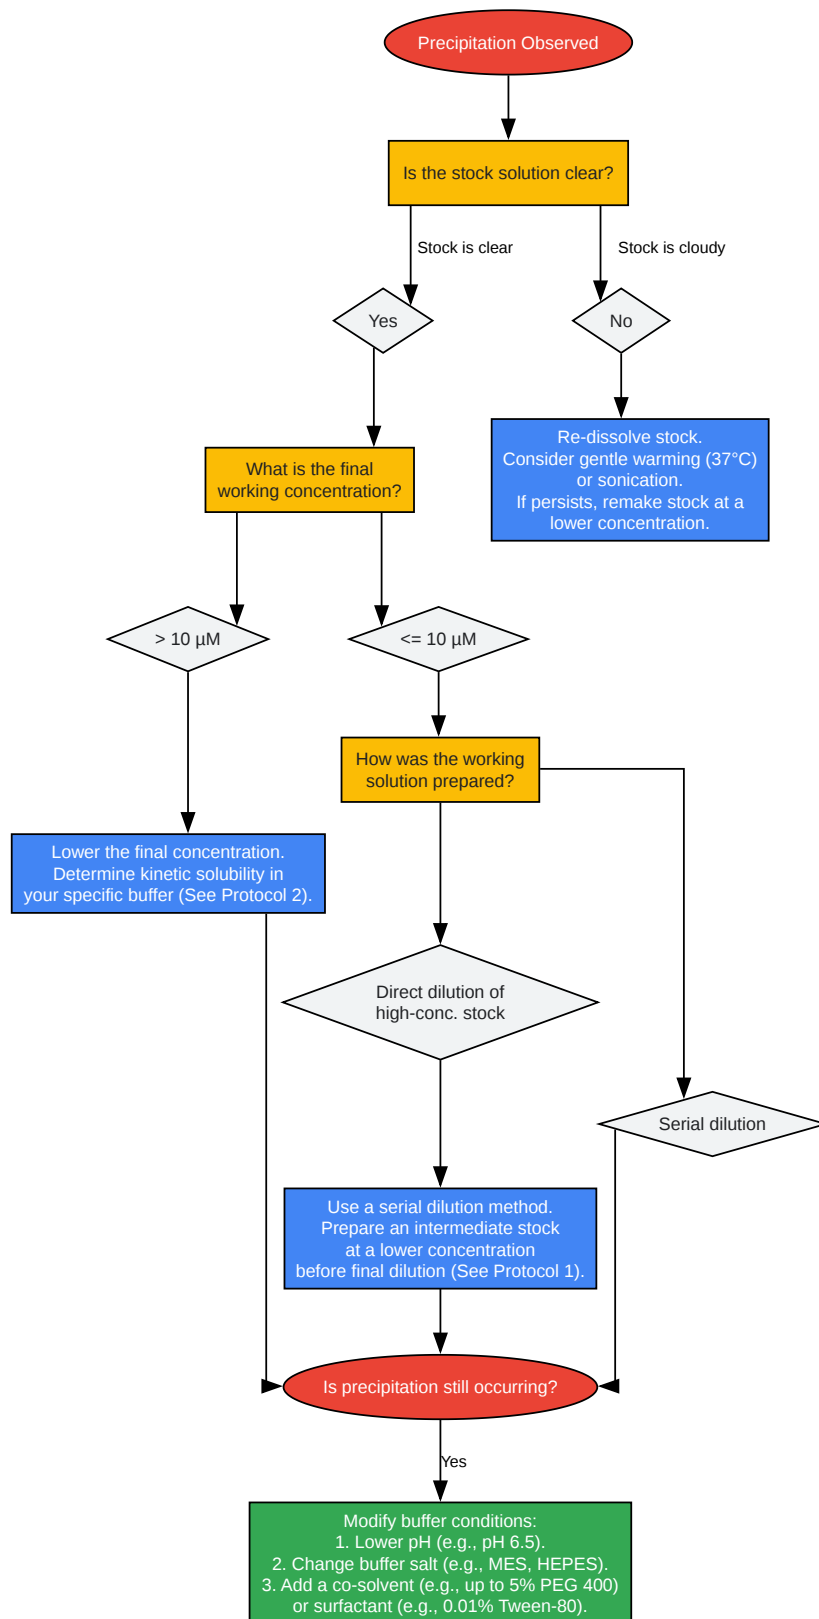 Precipitation Observed
Is the stock solution clear?
Stock is clear
Stock is cloudy
Yes
No
Re-dissolve stock.
Consider gentle warming (37°C)
or sonication.
If persists, remake stock at a
lower concentration.
What is the final
working concentration?
> 10 µM
<= 10 µM
How was the working
solution prepared?
Lower the final concentration.
Determine kinetic solubility in
your specific buffer (See Protocol 2).
Direct dilution of
high-conc. stock
Serial dilution
Use a serial dilution method.
Prepare an intermediate stock
at a lower concentration
before final dilution (See Protocol 1).
Is precipitation still occurring?
Yes
Modify buffer conditions:
1. Lower pH (e.g., pH 6.5).
2. Change buffer salt (e.g., MES, HEPES).
3. Add a co-solvent (e.g., up to 5% PEG 400)
or surfactant (e.g., 0.01% Tween-80).